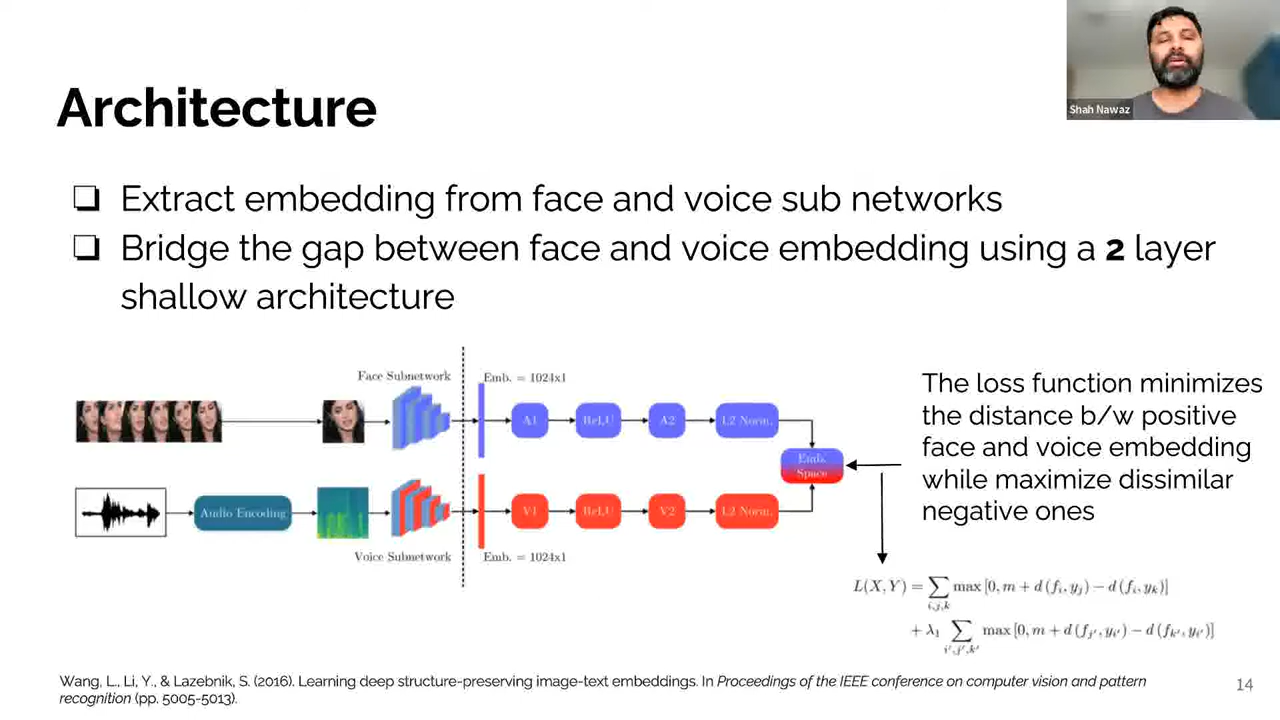 Shah Nawaz
Architecture
❏ Extract embedding from face and voice sub networks
❏ Bridge the gap between face and voice embedding using a 2 layer
shallow architecture
Face Subnetwork
Emb. = 1024x1
A1
ReLU
A2
L2 Norm.
Emb.
Space
Audio Encoding
V1
ReLU
V2
L2 Norm.
Voice Subnetwork
Emb. = 1024x1
The loss function minimizes
the distance b/w positive
face and voice embedding
while maximize dissimilar
negative ones
L(X, Y) = ∑_{i,j,k} max [0, m + d (f_i, y_j) − d (f_i, y_k)]
+ λ_1 ∑_{i',j',k'} max [0, m + d (f_{j'}, y_{i'}) − d (f_{k'}, y_{i'})]
Wang, L., Li, Y., & Lazebnik, S. (2016). Learning deep structure-preserving image-text embeddings. In Proceedings of the IEEE conference on computer vision and pattern
recognition (pp. 5005-5013).
14